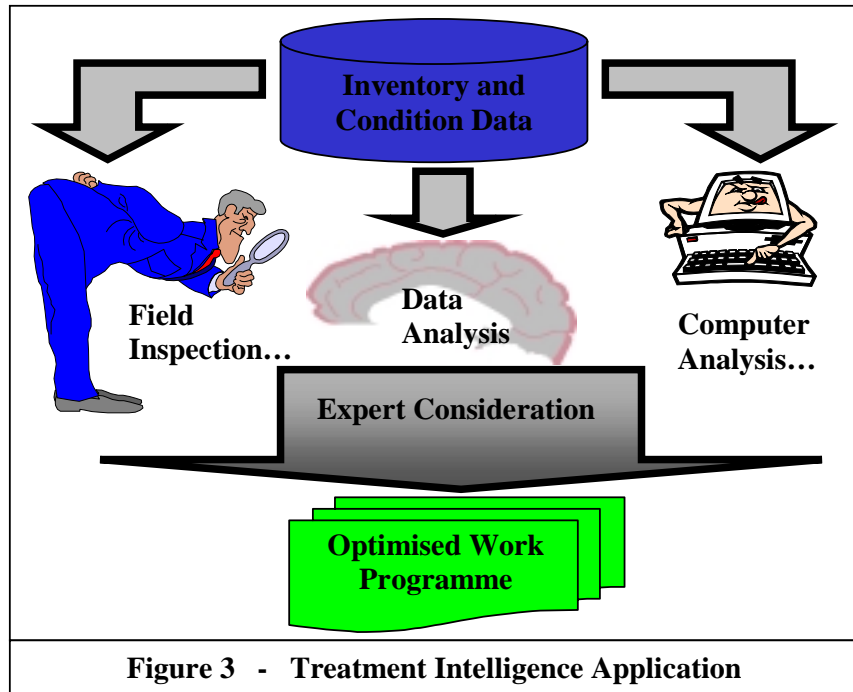 Inventory and
Condition Data
Field
Inspection…
Data
Analysis
Computer
Analysis…
Expert Consideration
Optimised Work
Programme
Figure 3 - Treatment Intelligence Application